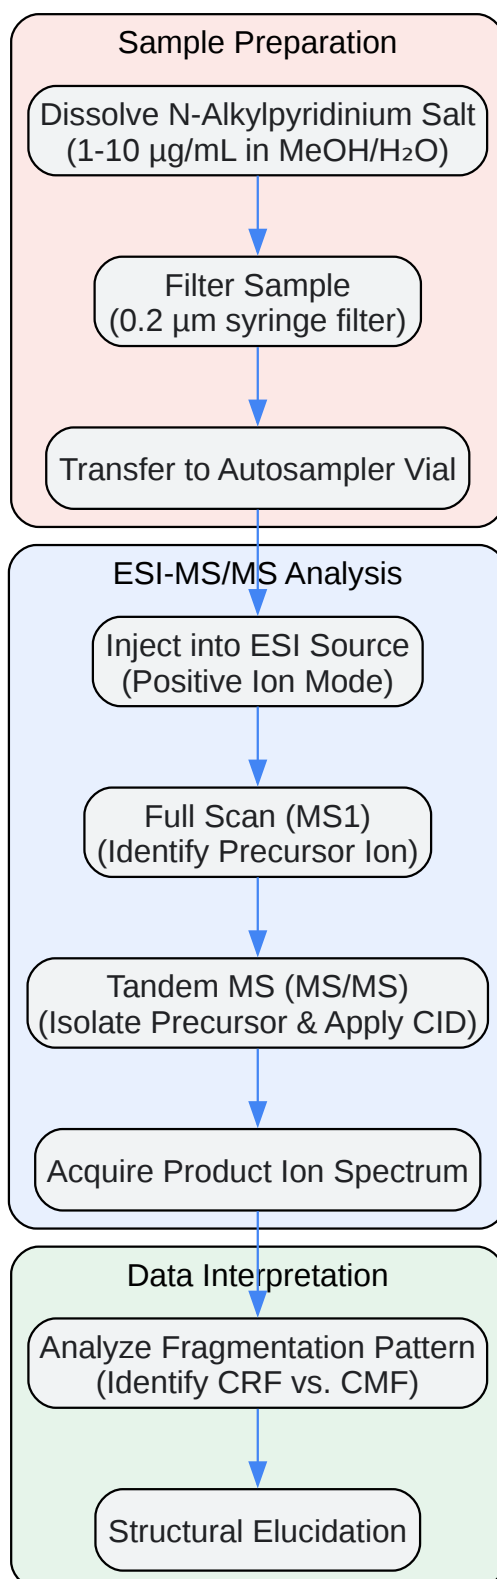 Sample Preparation
Dissolve N-Alkylpyridinium Salt
(1-10 µg/mL in MeOH/H₂O)
Filter Sample
(0.2 µm syringe filter)
Transfer to Autosampler Vial
ESI-MS/MS Analysis
Inject into ESI Source
(Positive Ion Mode)
Full Scan (MS1)
(Identify Precursor Ion)
Tandem MS (MS/MS)
(Isolate Precursor & Apply CID)
Acquire Product Ion Spectrum
Data Interpretation
Analyze Fragmentation Pattern
(Identify CRF vs. CMF)
Structural Elucidation